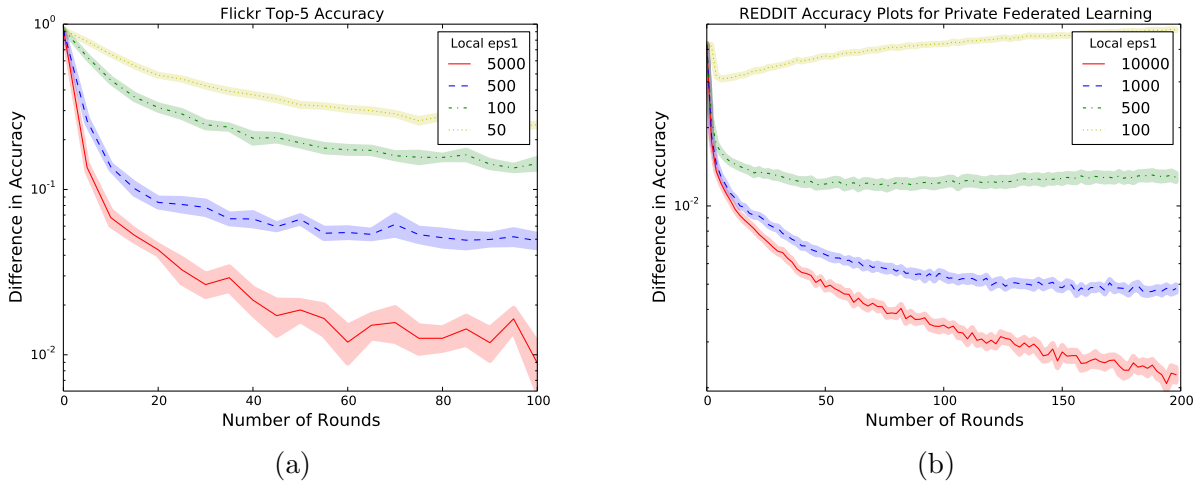 Flickr Top-5 Accuracy
Difference in Accuracy
10^0
10^-1
10^-2
Local eps1
5000
500
100
50
0 20 40 60 80 100
Number of Rounds
(a)
REDDIT Accuracy Plots for Private Federated Learning
Difference in Accuracy
10^-2
Local eps1
10000
1000
500
100
0 50 100 150 200
Number of Rounds
(b)